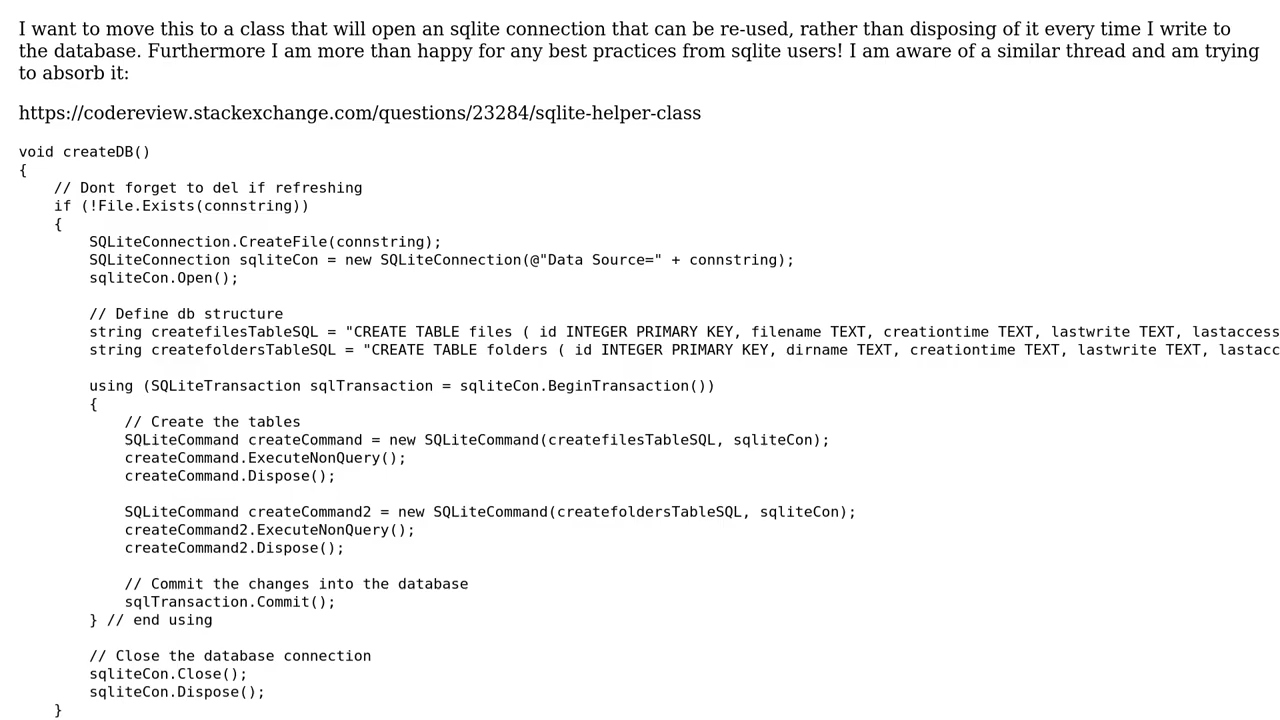 I want to move this to a class that will open an sqlite connection that can be re-used, rather than disposing of it every time I write to
the database. Furthermore I am more than happy for any best practices from sqlite users! I am aware of a similar thread and am trying
to absorb it:
https://codereview.stackexchange.com/questions/23284/sqlite-helper-class
void createDB()
{
    // Dont forget to del if refreshing
    if (!File.Exists(connstring))
    {
        SQLiteConnection.CreateFile(connstring);
        SQLiteConnection sqliteCon = new SQLiteConnection(@"Data Source=" + connstring);
        sqliteCon.Open();

        // Define db structure
        string createfilesTableSQL = "CREATE TABLE files ( id INTEGER PRIMARY KEY, filename TEXT, creationtime TEXT, lastwrite TEXT, lastaccess
        string createfoldersTableSQL = "CREATE TABLE folders ( id INTEGER PRIMARY KEY, dirname TEXT, creationtime TEXT, lastwrite TEXT, lastacc

        using (SQLiteTransaction sqlTransaction = sqliteCon.BeginTransaction())
        {
            // Create the tables
            SQLiteCommand createCommand = new SQLiteCommand(createfilesTableSQL, sqliteCon);
            createCommand.ExecuteNonQuery();
            createCommand.Dispose();

            SQLiteCommand createCommand2 = new SQLiteCommand(createfoldersTableSQL, sqliteCon);
            createCommand2.ExecuteNonQuery();
            createCommand2.Dispose();

            // Commit the changes into the database
            sqlTransaction.Commit();
        } // end using

        // Close the database connection
        sqliteCon.Close();
        sqliteCon.Dispose();
    }